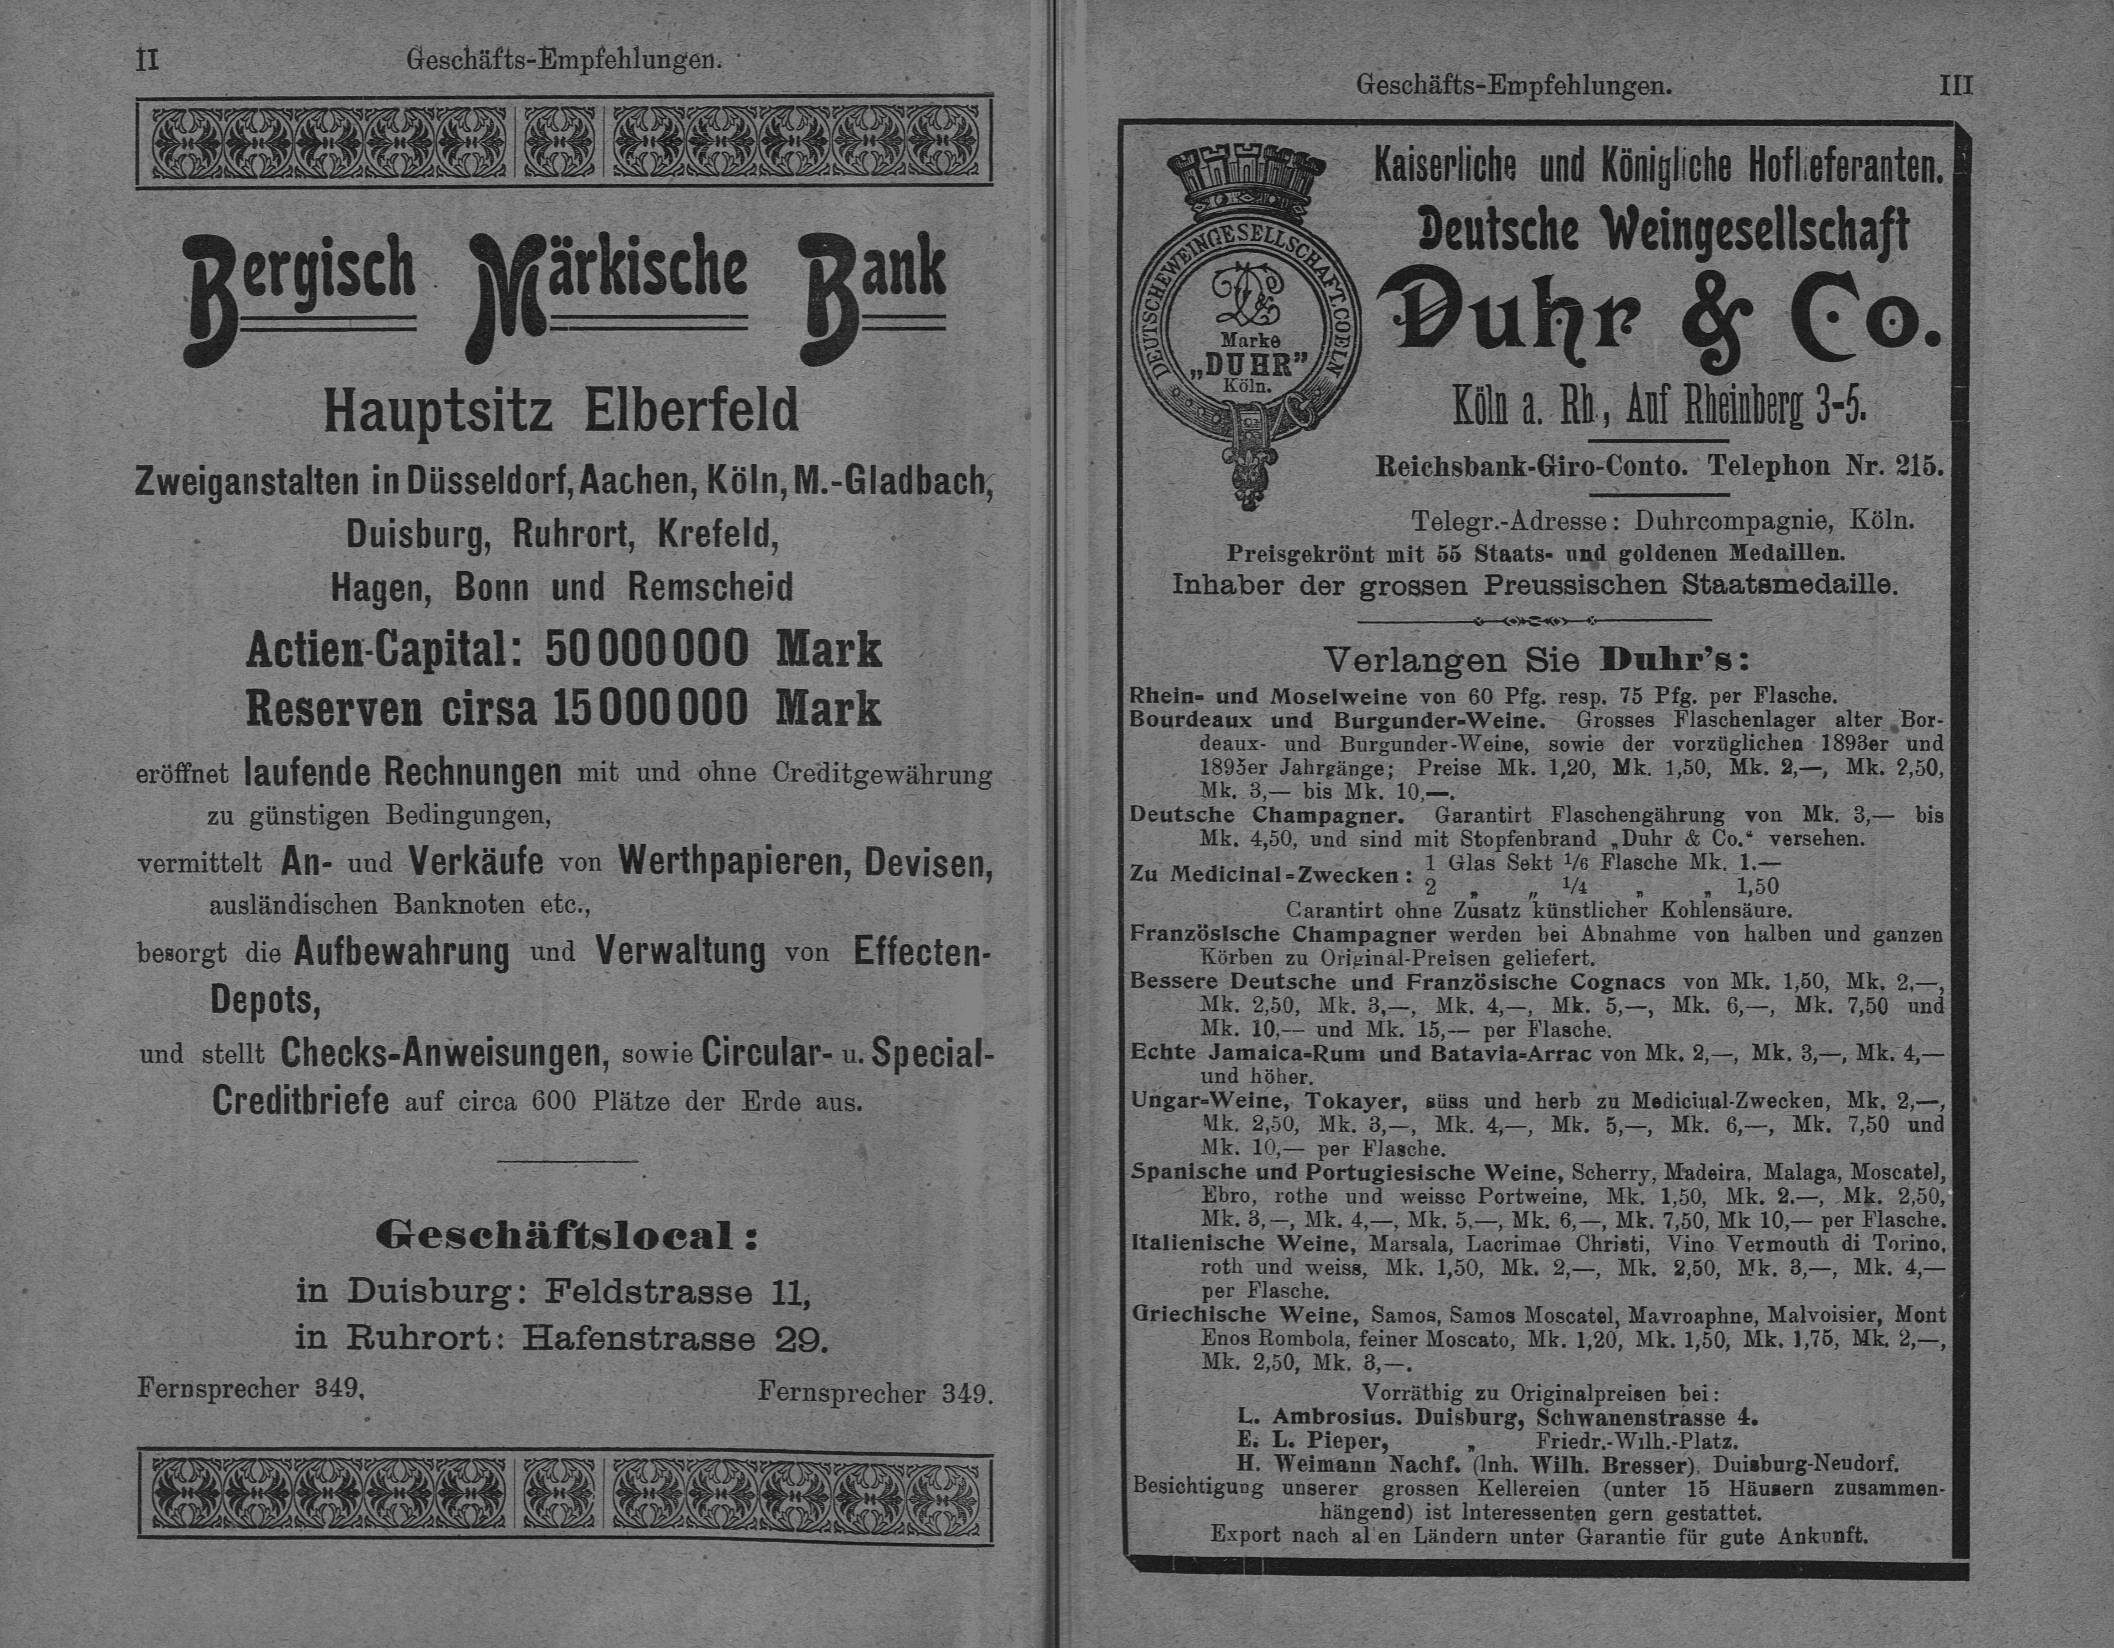 II
Geschäfts-Empfehlungen.
Bergisch Märkische Bank
Hauptsitz Elberfeld
Zweiganstalten in Düsseldorf, Aachen, Köln, M.-Gladbach,
Duisburg, Ruhrort, Krefeld,
Hagen, Bonn und Remscheid
Actien-Capital: 50 000 000 Mark
Reserven cirsa 15 000 000 Mark
eröffnet laufende Rechnungen mit und ohne Creditgewährung
zu günstigen Bedingungen,
vermittelt An- und Verkäufe von Werthpapieren, Devisen,
ausländischen Banknoten etc.,
besorgt die Aufbewahrung und Verwaltung von Effecten-
Depots,
und stellt Checks-Anweisungen, sowie Circular- u. Special-
Creditbriefe auf circa 600 Plätze der Erde aus.
Geschäftslocal:
in Duisburg: Feldstrasse 11,
in Ruhrort: Hafenstrasse 29.
Fernsprecher 349. Fernsprecher 349.
Geschäfts-Empfehlungen.
III
DEUTSCHE WEINGESELLSCHAFT. COELN
Marke
„DUHR"
Köln.
Kaiserliche und Königliche Hoflieferanten.
Deutsche Weingesellschaft
Duhr & Co.
Köln a. Rh., Auf Rheinberg 3-5.
Reichsbank-Giro-Conto. Telephon Nr. 215.
Telegr.-Adresse: Duhrcompagnie, Köln.
Preisgekrönt mit 55 Staats- und goldenen Medaillen.
Inhaber der grossen Preussischen Staatsmedaille.
Verlangen Sie Duhr's:
Rhein- und Moselweine von 60 Pfg. resp. 75 Pfg. per Flasche.
Bourdeaux und Burgunder-Weine. Grosses Flaschenlager alter Bor-
deaux- und Burgunder-Weine, sowie der vorzüglichen 1893er und
1895er Jahrgänge; Preise Mk. 1,20, Mk. 1,50, Mk. 2,—, Mk. 2,50,
Mk. 3,— bis Mk. 10,—.
Deutsche Champagner. Garantirt Flaschengährung von Mk. 3,— bis
Mk. 4,50, und sind mit Stopfenbrand „Duhr & Co.“ versehen.
Zu Medicinal-Zwecken: 1 Glas Sekt 1/6 Flasche Mk. 1.—
2 „ „ 1/4 „ „ 1,50
Garantirt ohne Zusatz künstlicher Kohlensäure.
Französische Champagner werden bei Abnahme von halben und ganzen
Körben zu Original-Preisen geliefert.
Bessere Deutsche und Französische Cognacs von Mk. 1,50, Mk. 2,—,
Mk. 2,50, Mk. 3,—, Mk. 4,—, Mk. 5,—, Mk. 6,—, Mk. 7,50 und
Mk. 10,— und Mk. 15,— per Flasche.
Echte Jamaica-Rum und Batavia-Arrac von Mk. 2,—, Mk. 3,—, Mk. 4,—
und höher.
Ungar-Weine, Tokayer, süss und herb zu Medicinal-Zwecken, Mk. 2,—,
Mk. 2,50, Mk. 3,—, Mk. 4,—, Mk. 5,—, Mk. 6,—, Mk. 7,50 und
Mk. 10,— per Flasche.
Spanische und Portugiesische Weine, Scherry, Madeira, Malaga, Moscatel,
Ebro, rothe und weisse Portweine, Mk. 1,50, Mk. 2.—, Mk. 2,50,
Mk. 3,—, Mk. 4,—, Mk. 5,—, Mk. 6,—, Mk. 7,50, Mk 10,— per Flasche.
Italienische Weine, Marsala, Lacrimae Christi, Vino Vermouth di Torino,
roth und weiss, Mk. 1,50, Mk. 2,—, Mk. 2,50, Mk. 3,—, Mk. 4,—
per Flasche.
Griechische Weine, Samos, Samos Moscatel, Mavroaphne, Malvoisier, Mont
Enos Rombola, feiner Moscato, Mk. 1,20, Mk. 1,50, Mk. 1,75, Mk. 2,—,
Mk. 2,50, Mk. 3,—.
Vorräthig zu Originalpreisen bei:
L. Ambrosius. Duisburg, Schwanenstrasse 4.
E. L. Pieper, „ Friedr.-Wilh.-Platz.
H. Weimann Nachf. (Inh. Wilh. Bresser), Duisburg-Neudorf.
Besichtigung unserer grossen Kellereien (unter 15 Häusern zusammen-
hängend) ist Interessenten gern gestattet.
Export nach allen Ländern unter Garantie für gute Ankunft.